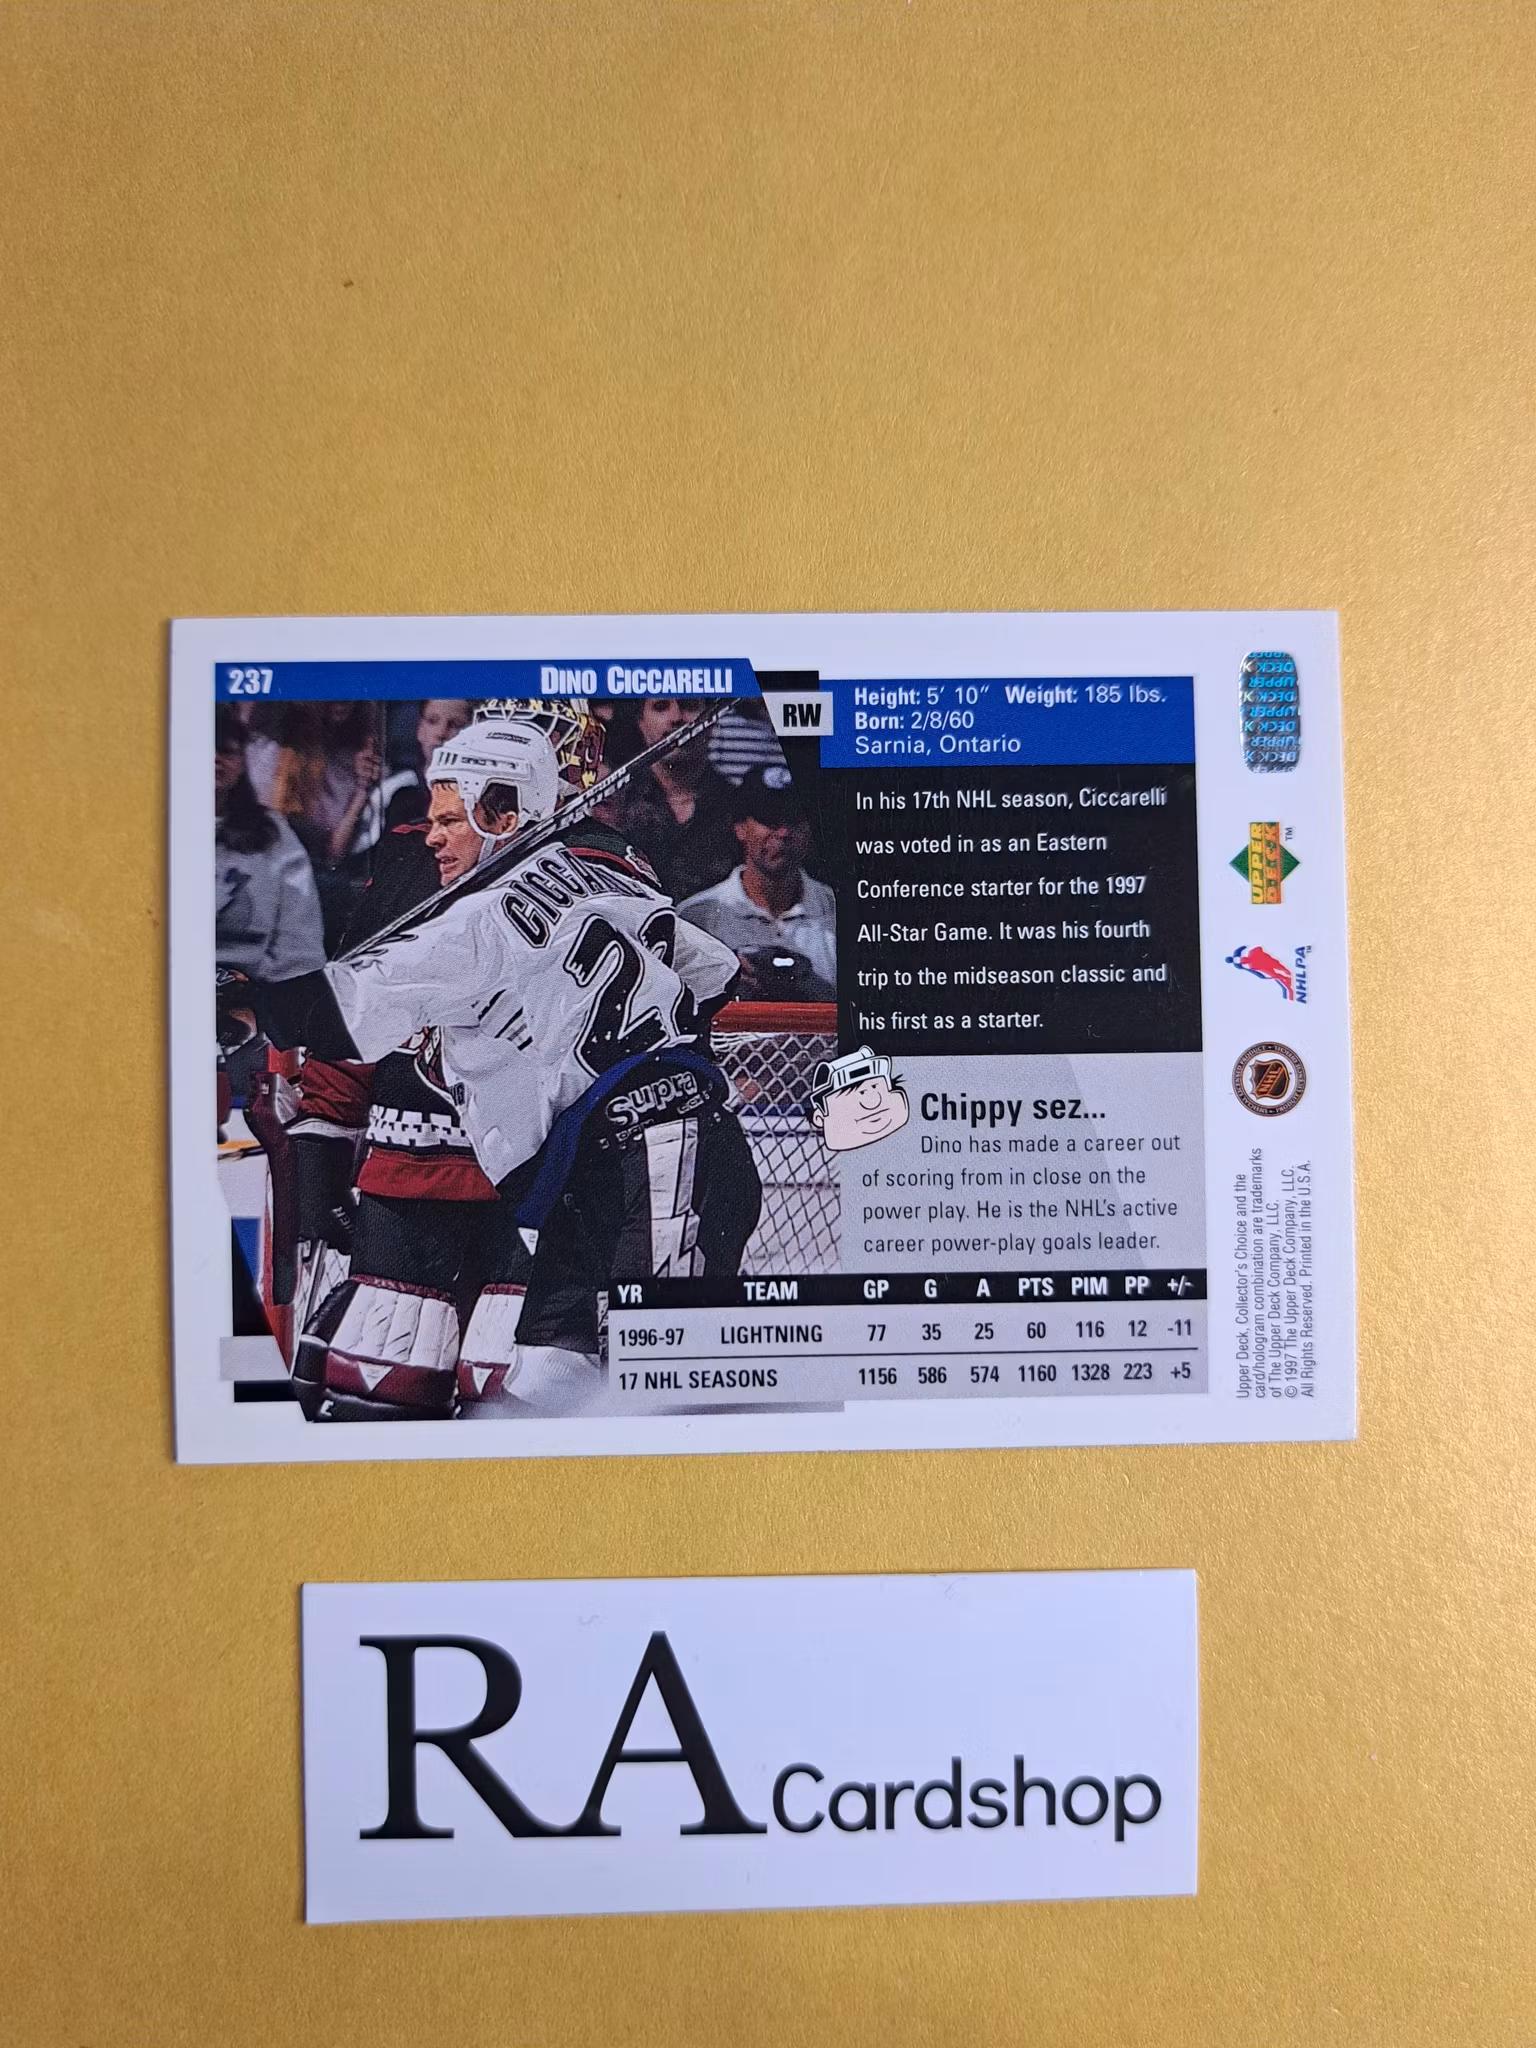 237 DINO CICCARELLI
RW
Height: 5' 10" Weight: 185 lbs.
Born: 2/8/60
Sarnia, Ontario
In his 17th NHL season, Ciccarelli
was voted in as an Eastern
Conference starter for the 1997
All-Star Game. It was his fourth
trip to the midseason classic and
his first as a starter.
Chippy sez...
Dino has made a career out
of scoring from in close on the
power play. He is the NHL's active
career power-play goals leader.
YR TEAM GP G A PTS PIM PP +/-
1996-97 LIGHTNING 77 35 25 60 116 12 -11
17 NHL SEASONS 1156 586 574 1160 1328 223 +5
Supra
UPPER DECK
UPPER
DECK™
NHLPA™
NHL
Upper Deck, Collector's Choice and the
card/hologram combination are trademarks
of The Upper Deck Company, LLC.
© 1997 The Upper Deck Company, LLC.
All Rights Reserved. Printed in the U.S.A.
RA Cardshop